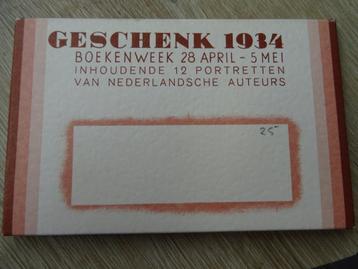 GESCHENK 1934
BOEKENWEEK 28 APRIL - 5 MEI
INHOUDENDE 12 PORTRETTEN
VAN NEDERLANDSCHE AUTEURS
25-